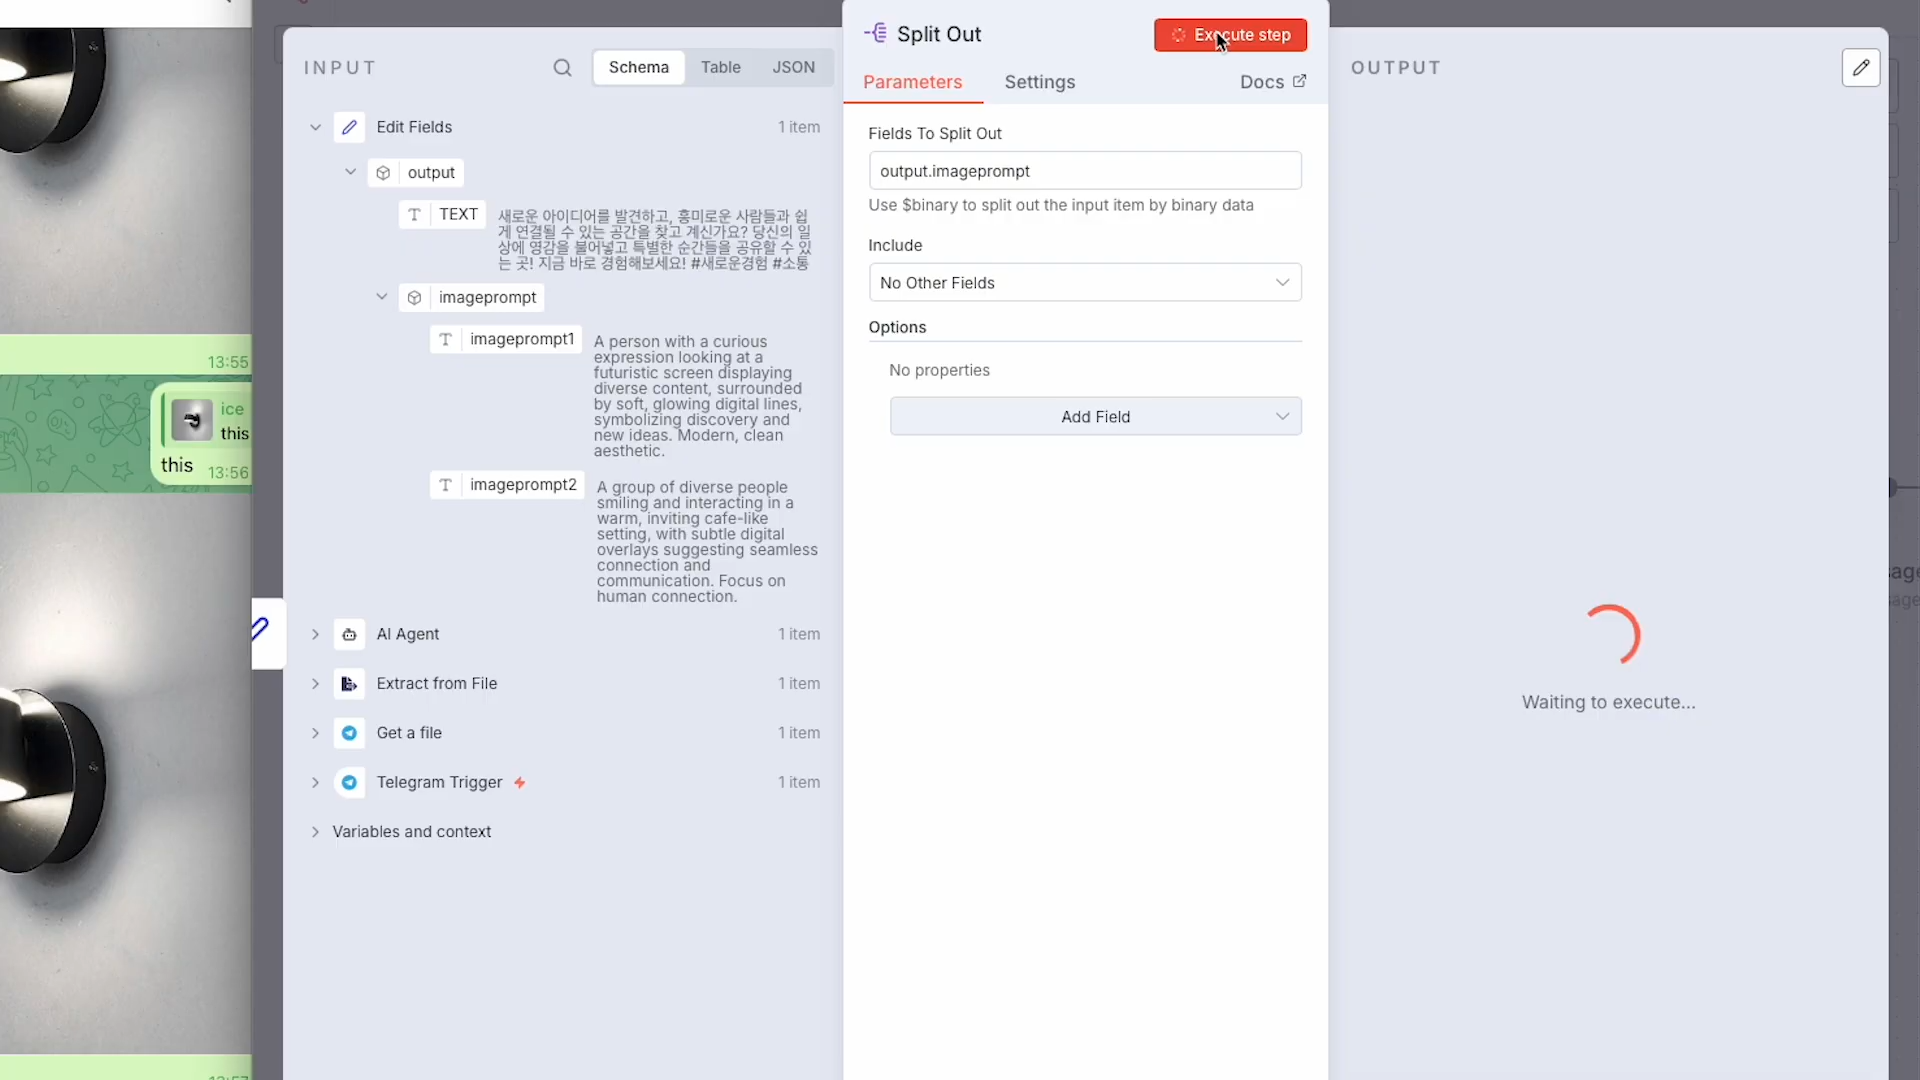 13:55
ice
this
this
13:56
INPUT
Schema
Table
JSON
Edit Fields
1 item
output
TEXT
새로운 아이디어를 발견하고, 흥미로운 사람들과 쉽
게 연결될 수 있는 공간을 찾고 계신가요? 당신의 일
상에 영감을 불어넣고 특별한 순간들을 공유할 수 있
는 곳! 지금 바로 경험해보세요! #새로운경험 #소통
imageprompt
imageprompt1
A person with a curious
expression looking at a
futuristic screen displaying
diverse content, surrounded
by soft, glowing digital lines,
symbolizing discovery and
new ideas. Modern, clean
aesthetic.
imageprompt2
A group of diverse people
smiling and interacting in a
warm, inviting cafe-like
setting, with subtle digital
overlays suggesting seamless
connection and
communication. Focus on
human connection.
AI Agent
1 item
Extract from File
1 item
Get a file
1 item
Telegram Trigger
1 item
Variables and context
Split Out
Execute step
Parameters
Settings
Docs
Fields To Split Out
output.imageprompt
Use $binary to split out the input item by binary data
Include
No Other Fields
Options
No properties
Add Field
OUTPUT
Waiting to execute...